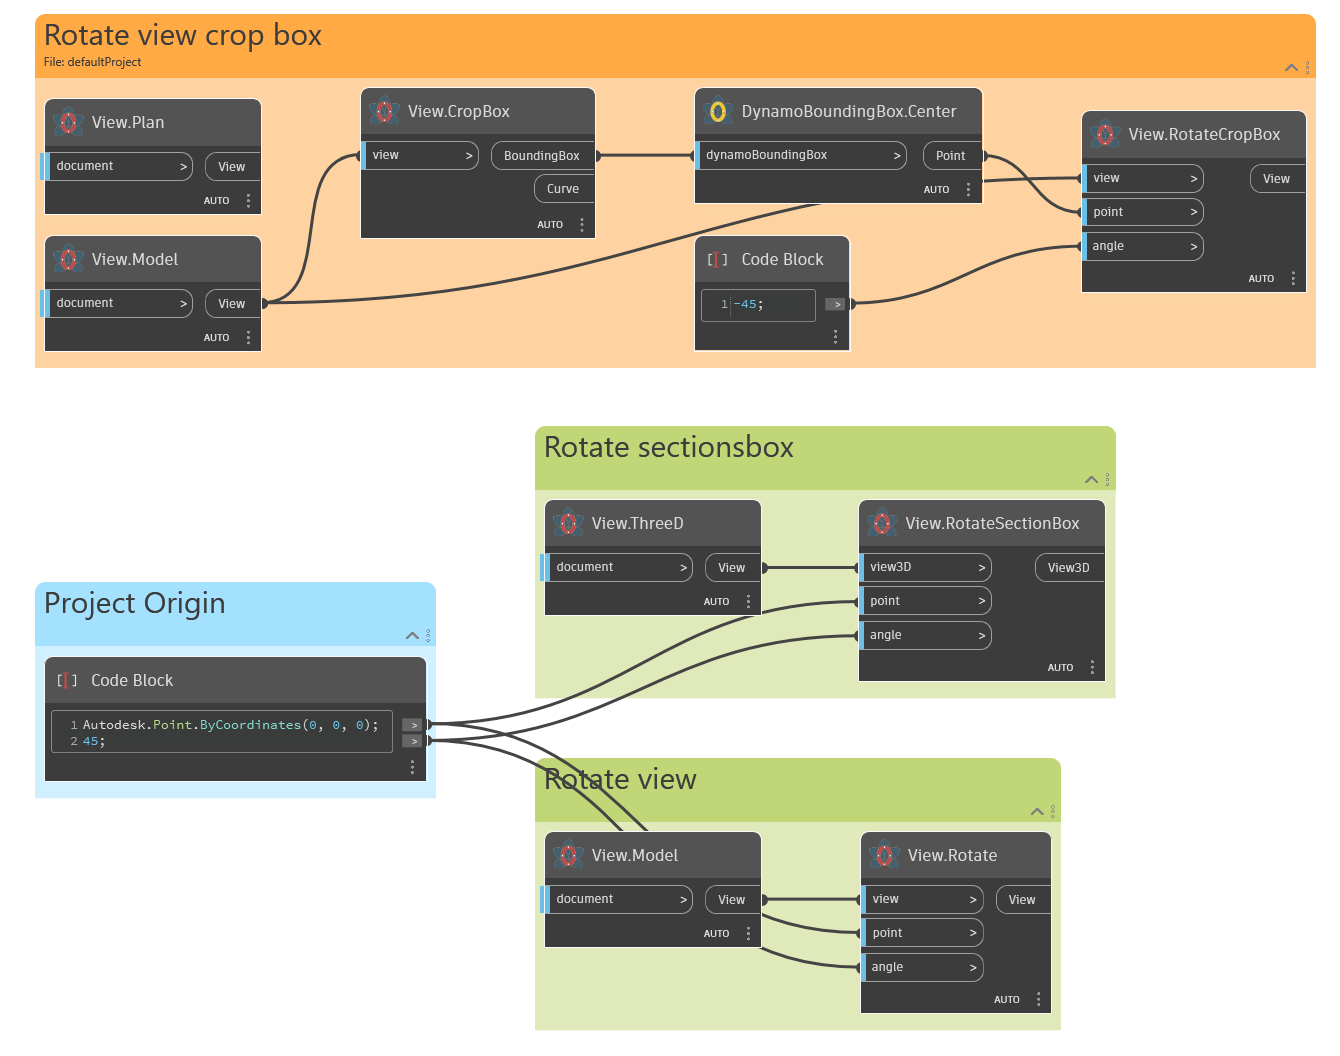 Rotate view crop box
File: defaultProject
View.Plan
document > View
AUTO
View.Model
document > View
AUTO
View.CropBox
view > BoundingBox
Curve
AUTO
DynamoBoundingBox.Center
dynamoBoundingBox > Point
AUTO
Code Block
1 -45; >
View.RotateCropBox
view > View
point >
angle >
AUTO
Rotate sectionsbox
View.ThreeD
document > View
AUTO
View.RotateSectionBox
view3D > View3D
point >
angle >
AUTO
Project Origin
Code Block
1 Autodesk.Point.ByCoordinates(0, 0, 0); >
2 45; >
Rotate view
View.Model
document > View
AUTO
View.Rotate
view > View
point >
angle >
AUTO